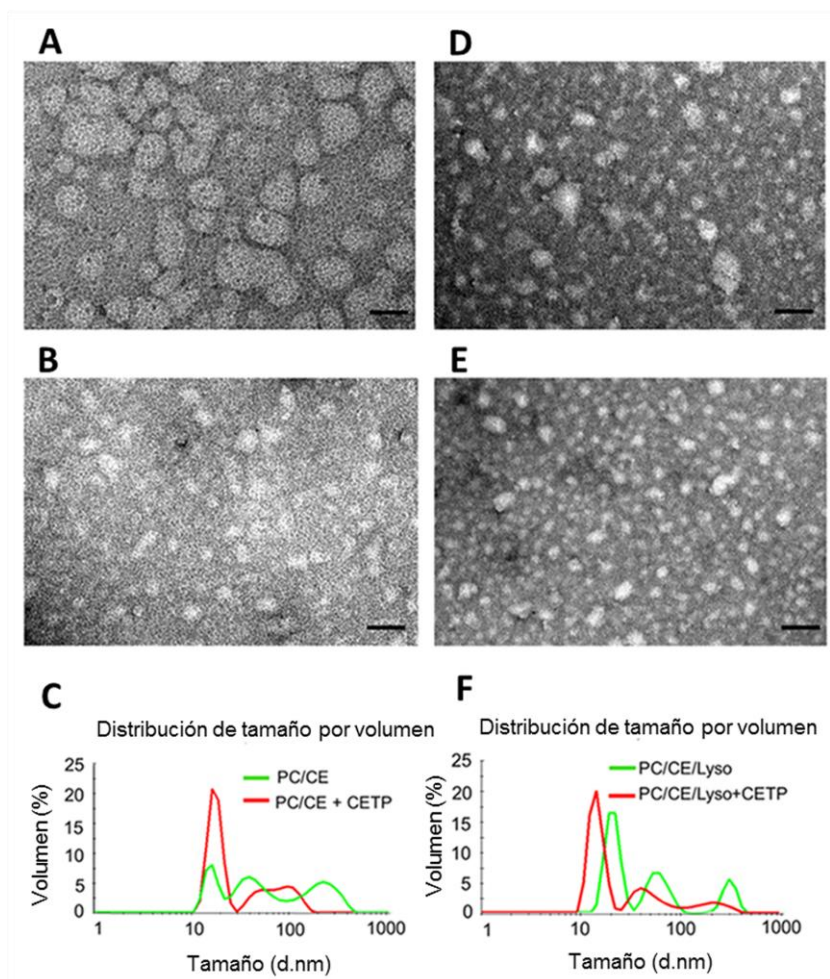 A
D
B
E
C
Distribución de tamaño por volumen
Volumen (%)
25
20
15
10
5
0
PC/CE
PC/CE + CETP
1
10
100
1000
Tamaño (d.nm)
F
Distribución de tamaño por volumen
Volumen (%)
25
20
15
10
5
0
PC/CE/Lyso
PC/CE/Lyso+CETP
1
10
100
1000
Tamaño (d.nm)